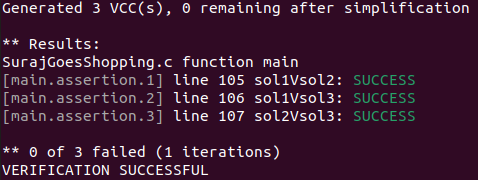 Generated 3 VCC(s), 0 remaining after simplification
** Results:
SurajGoesShopping.c function main
[main.assertion.1] line 105 sol1Vsol2: SUCCESS
[main.assertion.2] line 106 sol1Vsol3: SUCCESS
[main.assertion.3] line 107 sol2Vsol3: SUCCESS
** 0 of 3 failed (1 iterations)
VERIFICATION SUCCESSFUL